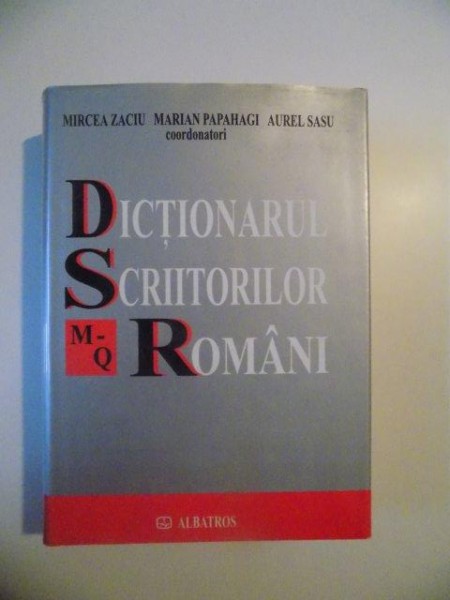 MIRCEA ZACIU MARIAN PAPAHAGI AUREL SASU
coordonatori
DICȚIONARUL
SCRIITORILOR
M-
Q
ROMÂNI
ALBATROS